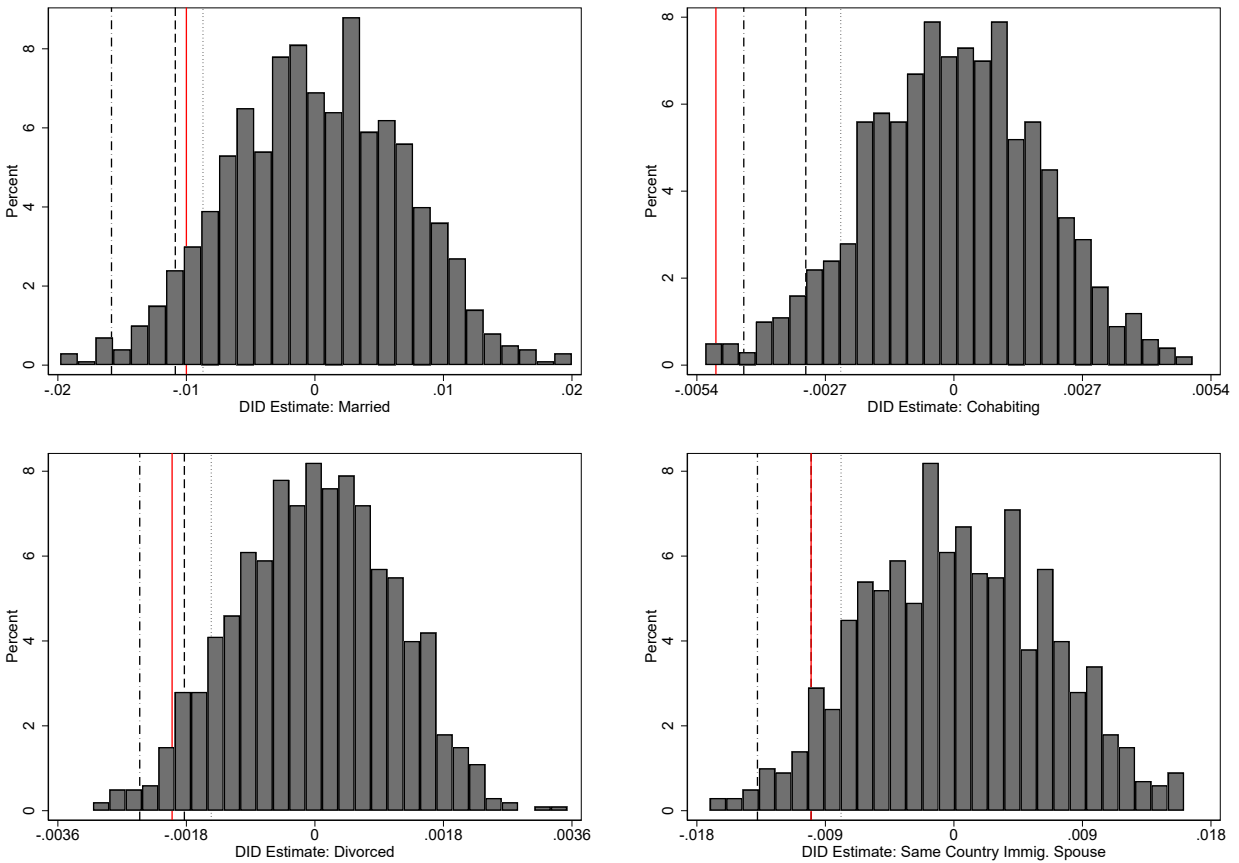 Percent
8
6
4
2
0
-.02 -.01 0 .01 .02
DID Estimate: Married
Percent
8
6
4
2
0
-.0054 -.0027 0 .0027 .0054
DID Estimate: Cohabiting
Percent
8
6
4
2
0
-.0036 -.0018 0 .0018 .0036
DID Estimate: Divorced
Percent
8
6
4
2
0
-.018 -.009 0 .009 .018
DID Estimate: Same Country Immig. Spouse